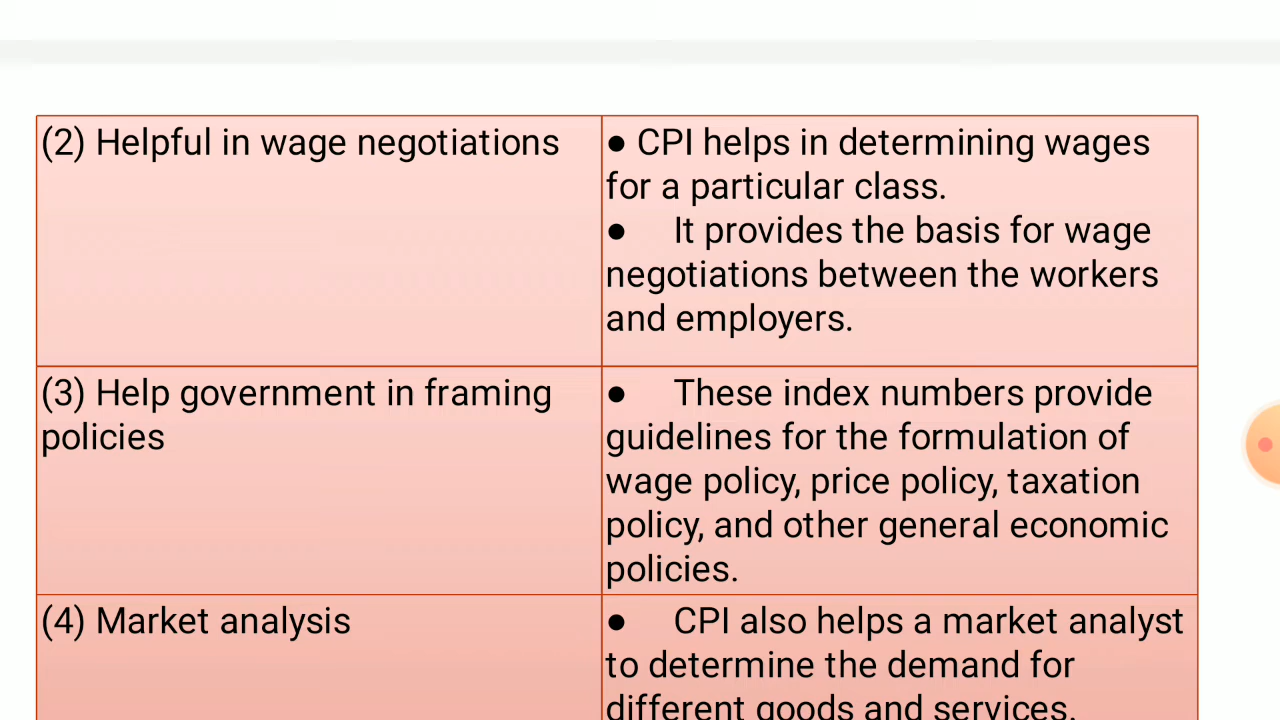 (2) Helpful in wage negotiations
● CPI helps in determining wages
for a particular class.
● It provides the basis for wage
negotiations between the workers
and employers.
(3) Help government in framing
policies
● These index numbers provide
guidelines for the formulation of
wage policy, price policy, taxation
policy, and other general economic
policies.
(4) Market analysis
● CPI also helps a market analyst
to determine the demand for
different goods and services.